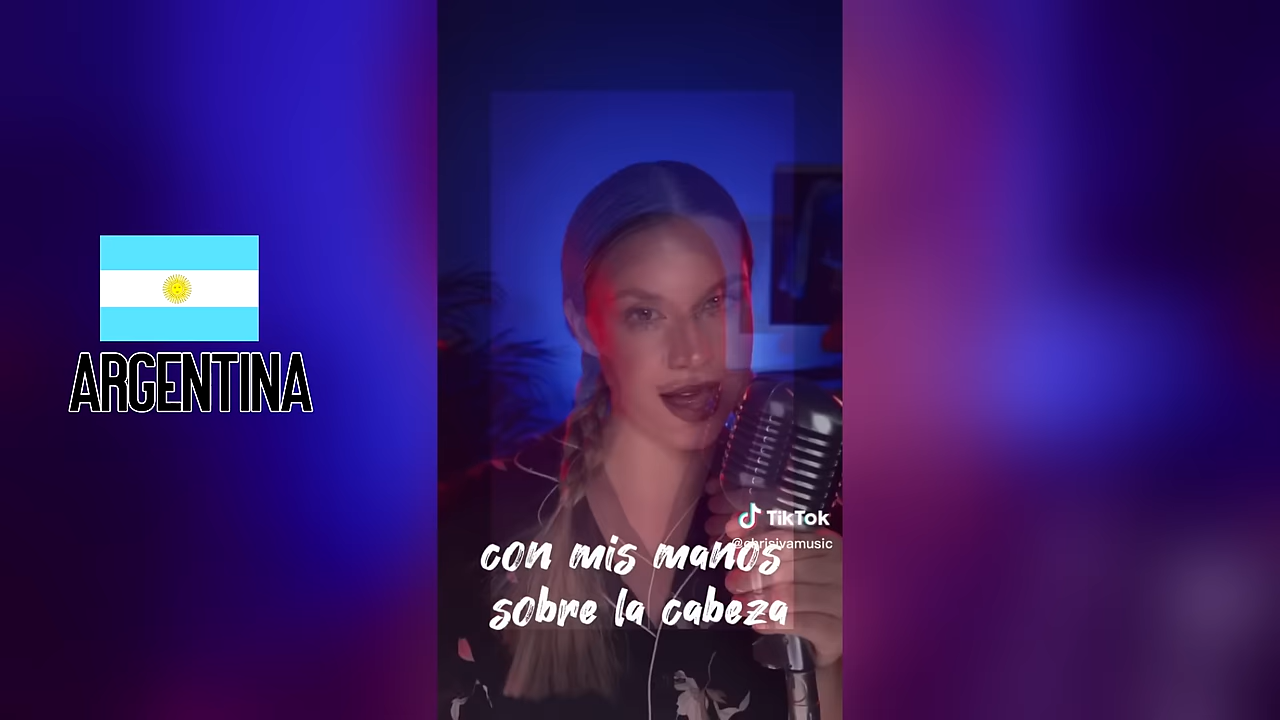 ARGENTINA
TikTok
@chrisivamusic
con mis manos
sobre la cabeza